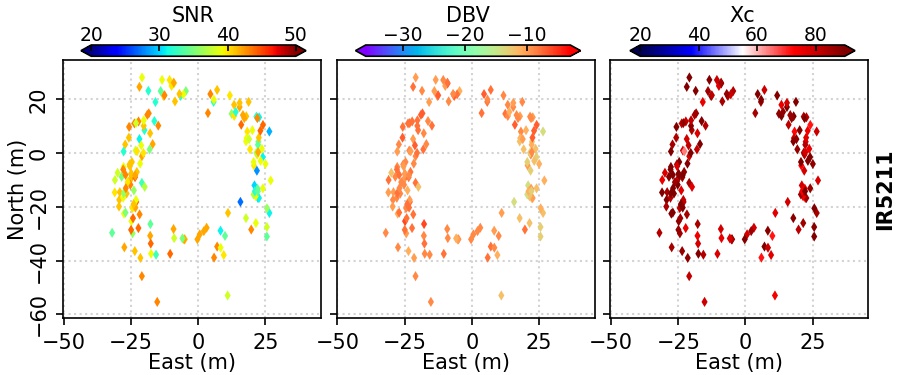 SNR DBV Xc
20 30 40 50 −30 −20 −10 20 40 60 80
20
0
−20
−40
−60
North (m)
−50 −25 0 25 −50 −25 0 25 −50 −25 0 25
East (m) East (m) East (m)
IR5211